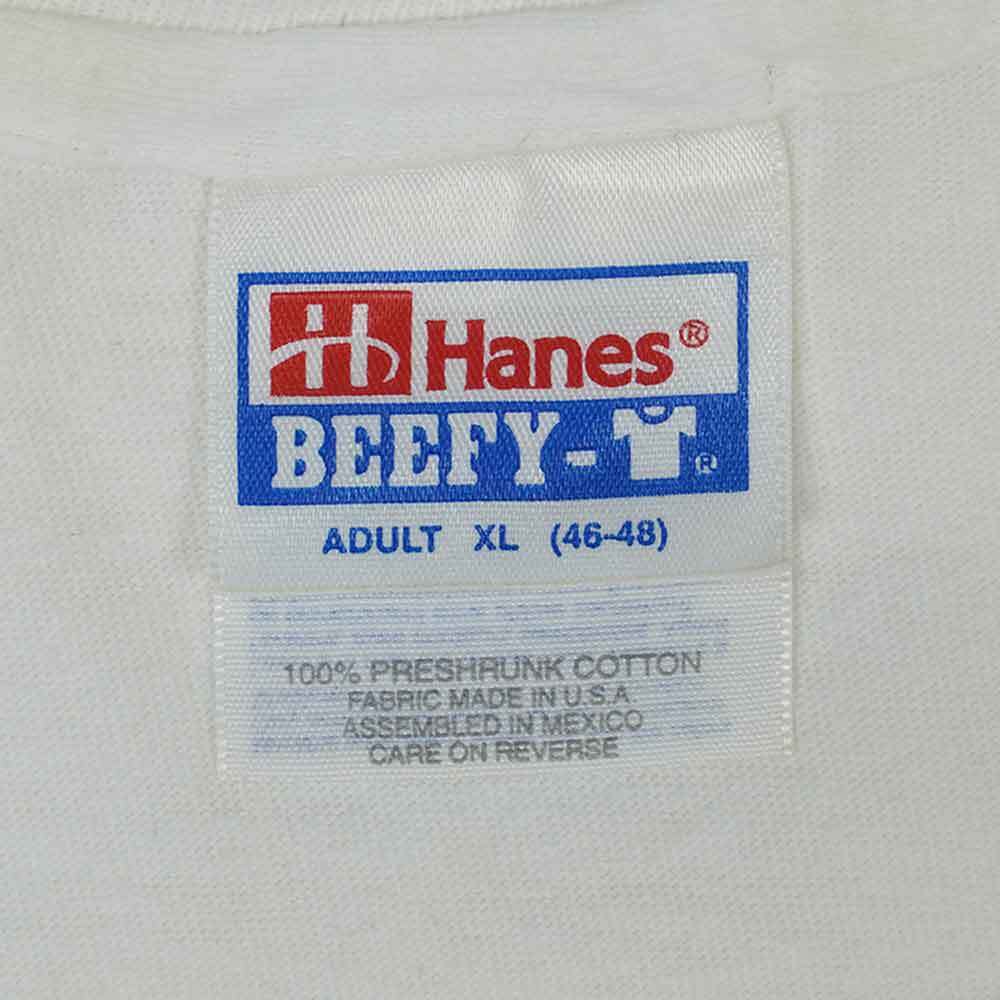 H Hanes®
BEEFY-®
ADULT XL (46-48)
100% PRESHRUNK COTTON
FABRIC MADE IN U.S.A
ASSEMBLED IN MEXICO
CARE ON REVERSE